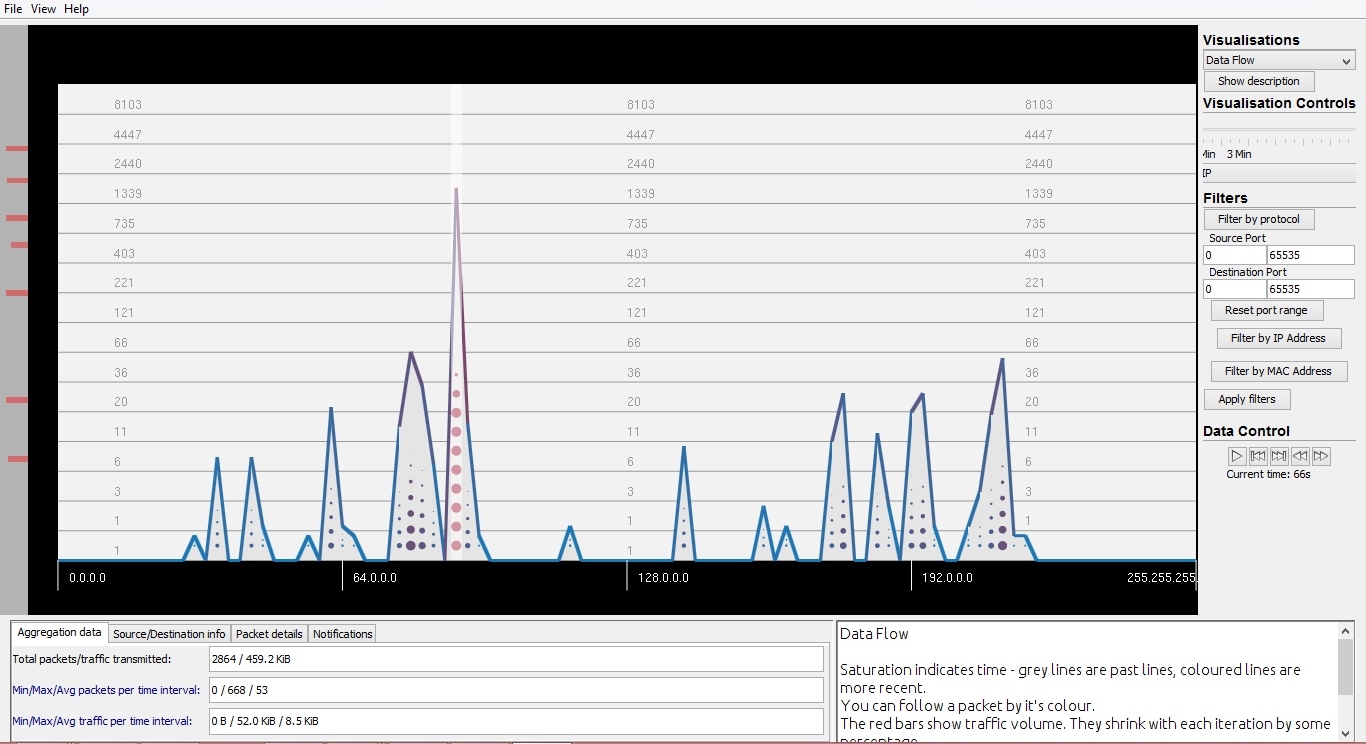 File View Help
8103 8103 8103
4447 4447 4447
2440 2440 2440
1339 1339 1339
735 735 735
403 403 403
221 221 221
121 121 121
66 66 66
36 36 36
20 20 20
11 11 11
6 6 6
3 3 3
1 1 1
1 1 1
0.0.0.0 64.0.0.0 128.0.0.0 192.0.0.0 255.255.255.
Visualisations
Data Flow
Show description
Visualisation Controls
Min 3 Min
IP
Filters
Filter by protocol
Source Port
0 65535
Destination Port
0 65535
Reset port range
Filter by IP Address
Filter by MAC Address
Apply filters
Data Control
Current time: 66s
Aggregation data Source/Destination info Packet details Notifications
Total packets/traffic transmitted: 2864 / 459.2 KiB
Min/Max/Avg packets per time interval: 0 / 668 / 53
Min/Max/Avg traffic per time interval: 0 B / 52.0 KiB / 8.5 KiB
Data Flow
Saturation indicates time - grey lines are past lines, coloured lines are
more recent.
You can follow a packet by it's colour.
The red bars show traffic volume. They shrink with each iteration by some
percentage